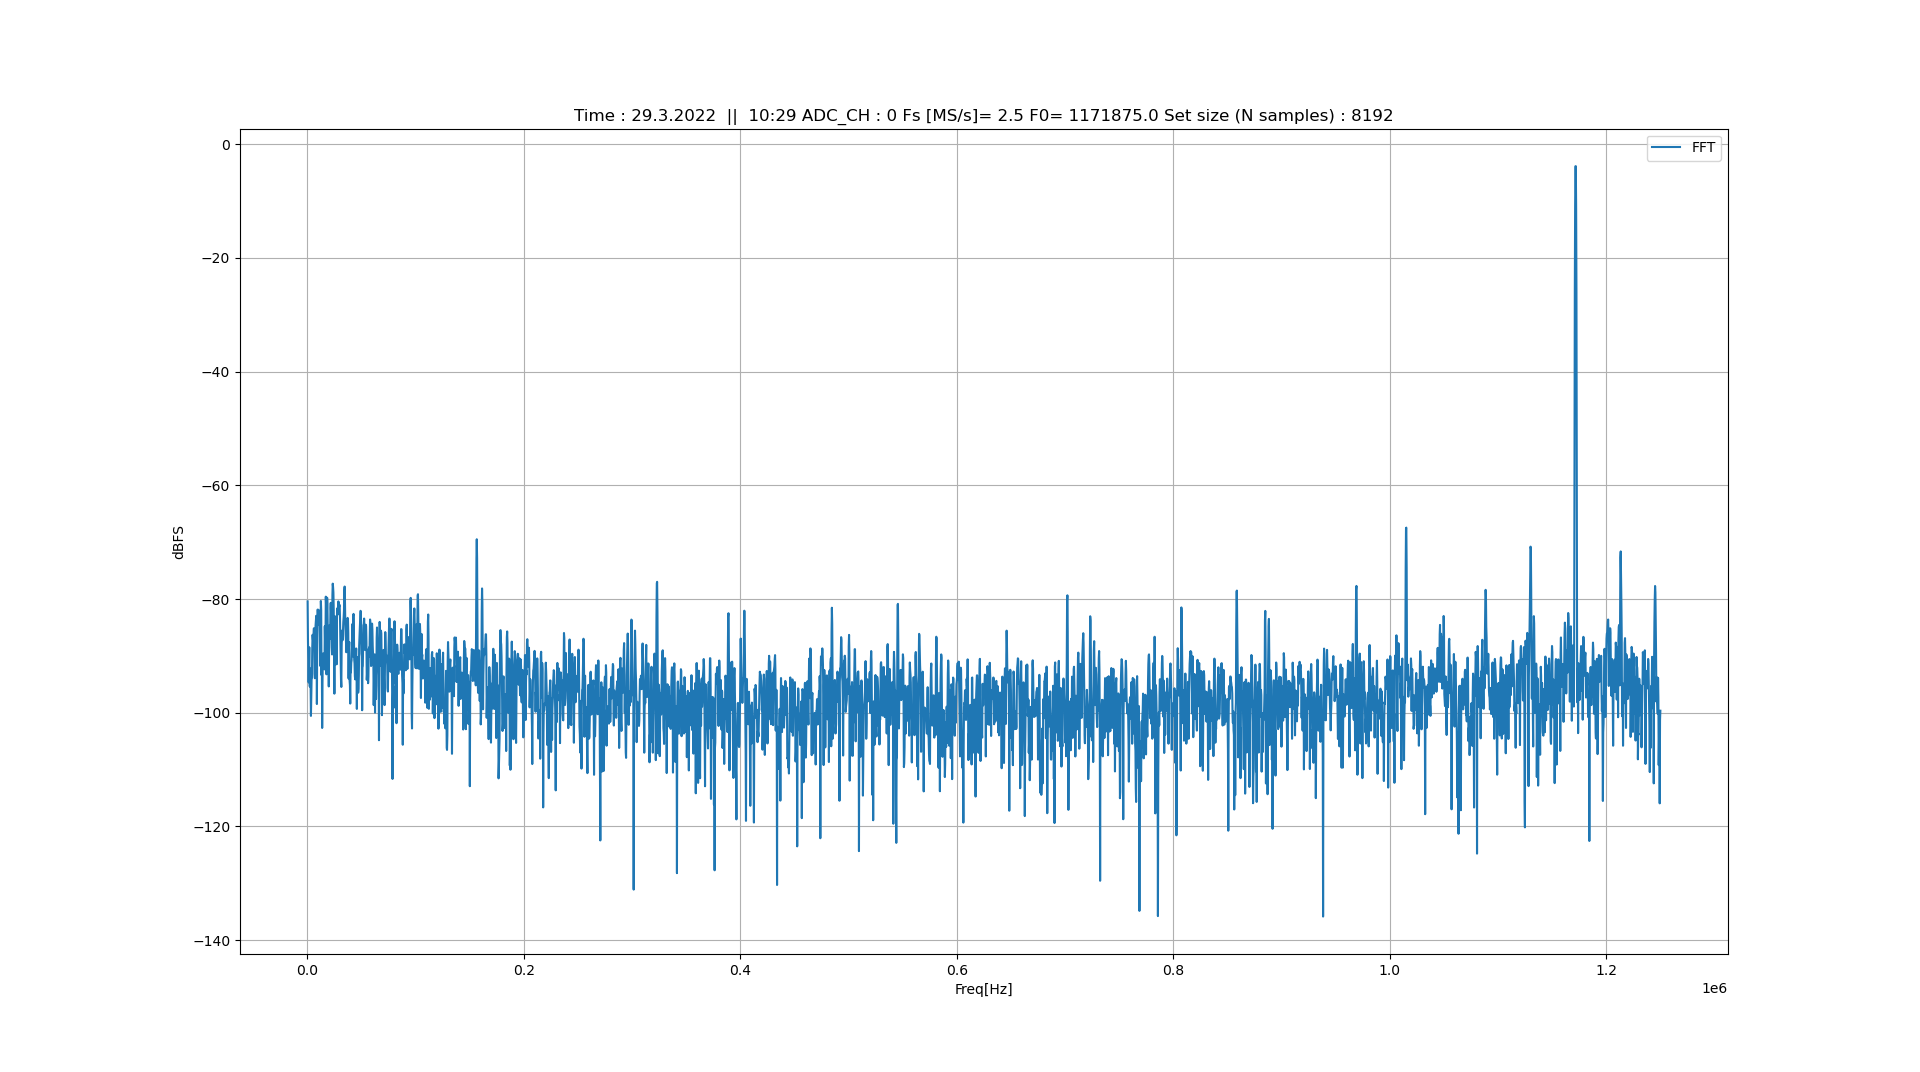 Time : 29.3.2022  ||  10:29 ADC_CH : 0 Fs [MS/s]= 2.5 F0= 1171875.0 Set size (N samples) : 8192
FFT
0
−20
−40
−60
−80
−100
−120
−140
dBFS
0.0 0.2 0.4 0.6 0.8 1.0 1.2
Freq[Hz]
1e6